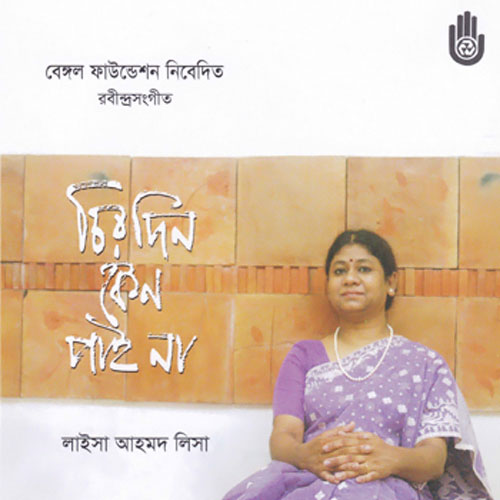 বেঙ্গল ফাউন্ডেশন নিবেদিত
রবীন্দ্রসংগীত
চিরদিন
কেন
পাই না
লাইসা আহমদ লিসা